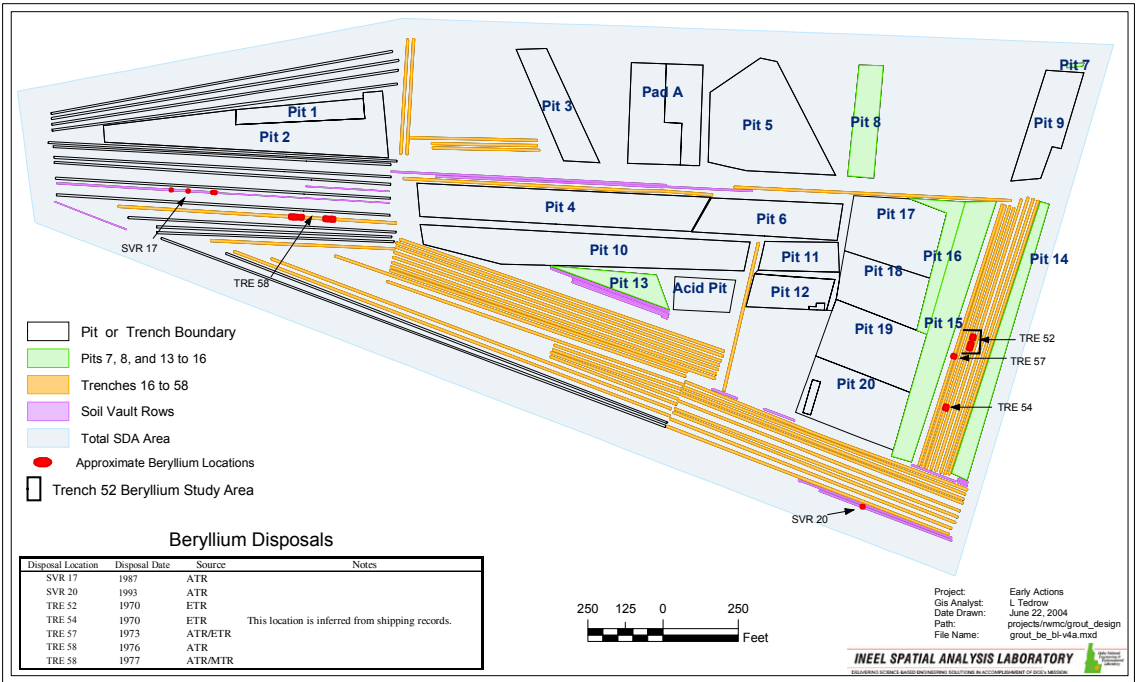 Pit 7
Pit 3
Pad A
Pit 5
Pit 8
Pit 9
Pit 1
Pit 2
Pit 4
Pit 6
Pit 17
Pit 10
Pit 11
Pit 16
Pit 14
Pit 18
Pit 13
Acid Pit
Pit 12
Pit 19
Pit 15
Pit 20
SVR 17
TRE 58
TRE 52
TRE 57
TRE 54
SVR 20
Pit or Trench Boundary
Pits 7, 8, and 13 to 16
Trenches 16 to 58
Soil Vault Rows
Total SDA Area
Approximate Beryllium Locations
Trench 52 Beryllium Study Area
Beryllium Disposals
Disposal Location Disposal Date Source Notes
SVR 17 1987 ATR
SVR 20 1993 ATR
TRE 52 1970 ETR
TRE 54 1970 ETR This location is inferred from shipping records.
TRE 57 1973 ATR/ETR
TRE 58 1976 ATR
TRE 58 1977 ATR/MTR
250 125 0 250
Feet
Project: Early Actions
Gis Analyst: L Tedrow
Date Drawn: June 22, 2004
Path: projects/rwmc/grout_design
File Name: grout_be_bl-v4a.mxd
INEEL SPATIAL ANALYSIS LABORATORY
DELIVERING SCIENCE-BASED ENGINEERING SOLUTIONS IN ACCOMPLISHMENT OF DOE's MISSION